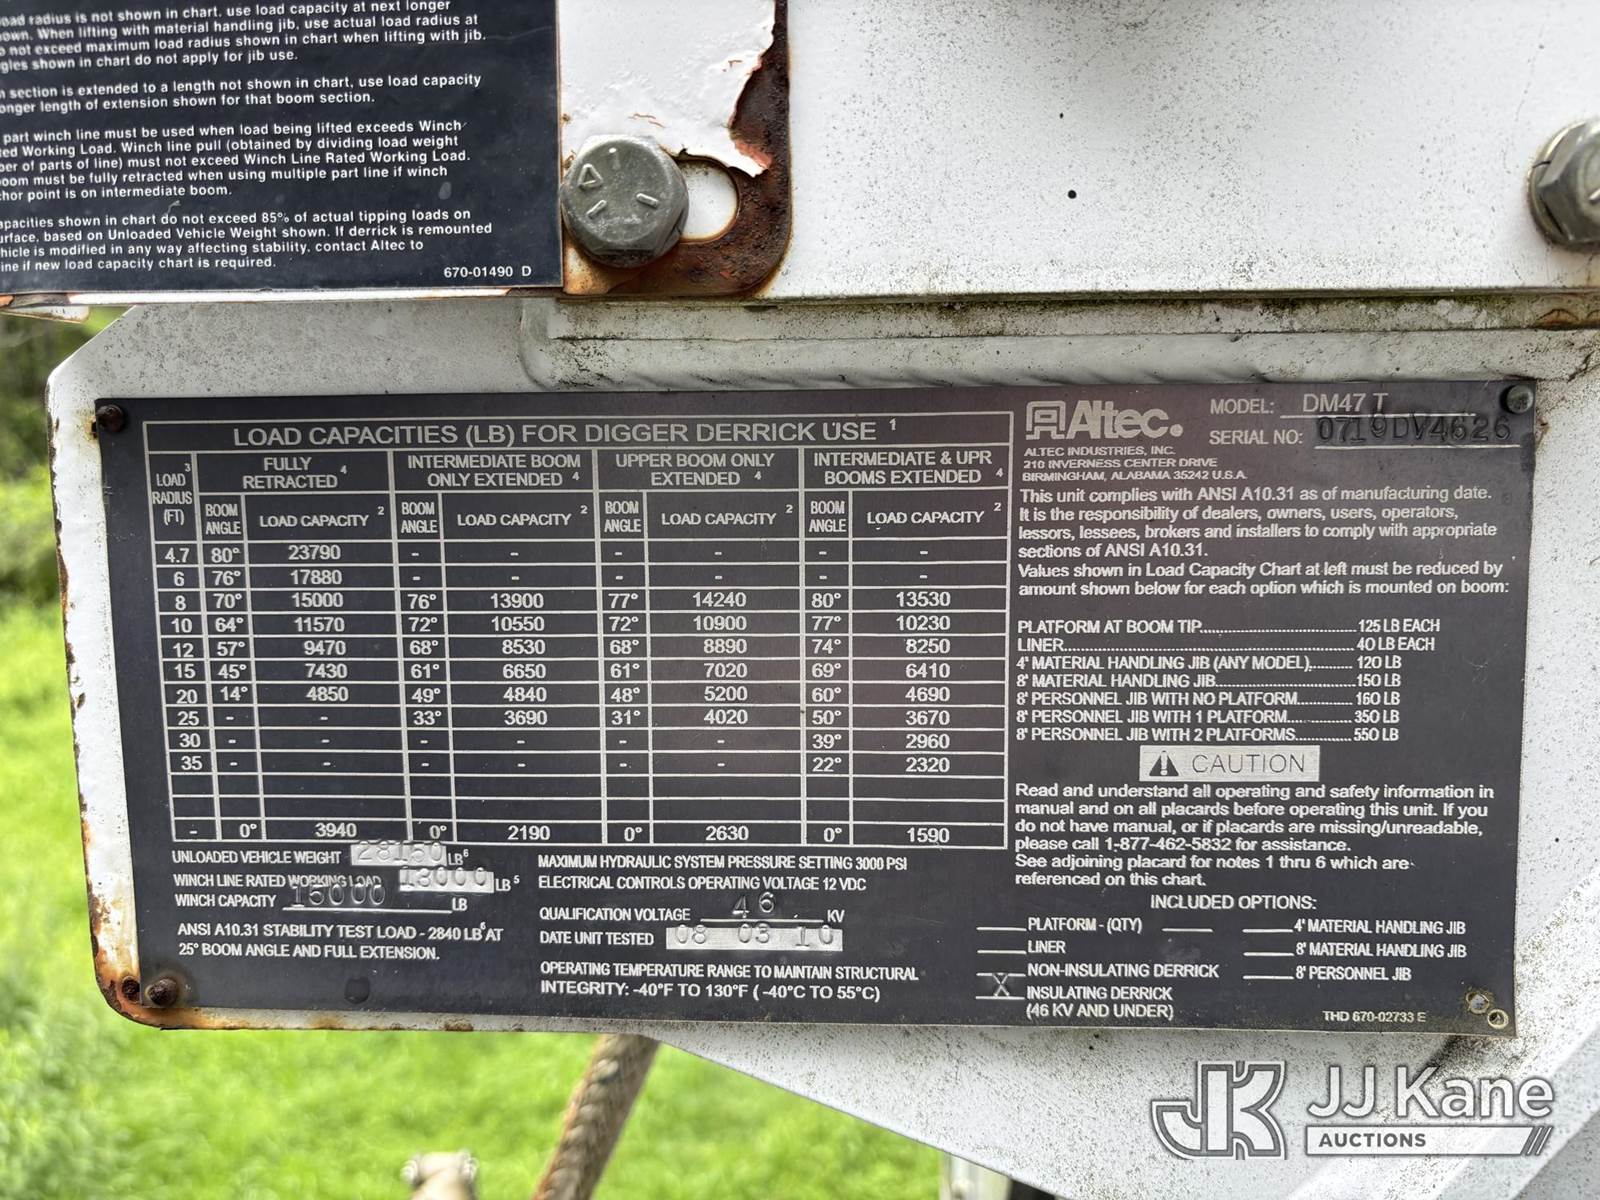 oad radius is not shown in chart, use load capacity at next longer
own. When lifting with material handling jib, use actual load radius at
o not exceed maximum load radius shown in chart when lifting with jib.
gles shown in chart do not apply for jib use.
section is extended to a length not shown in chart, use load capacity
onger length of extension shown for that boom section.
part winch line must be used when load being lifted exceeds Winch
ted Working Load. Winch line pull (obtained by dividing load weight
ber of parts of line) must not exceed Winch Line Rated Working Load.
boom must be fully retracted when using multiple part line if winch
chor point is on intermediate boom.
apacities shown in chart do not exceed 85% of actual tipping loads on
urface, based on Unloaded Vehicle Weight shown. If derrick is remounted
hicle is modified in any way affecting stability, contact Altec to
ine if new load capacity chart is required.
670-01490 D
LOAD CAPACITIES (LB) FOR DIGGER DERRICK USE 1
LOAD 3 RADIUS (FT) FULLY RETRACTED 4 INTERMEDIATE BOOM ONLY EXTENDED 4 UPPER BOOM ONLY EXTENDED 4 INTERMEDIATE & UPR BOOMS EXTENDED 4
BOOM ANGLE LOAD CAPACITY 2 BOOM ANGLE LOAD CAPACITY 2 BOOM ANGLE LOAD CAPACITY 2 BOOM ANGLE LOAD CAPACITY 2
4.7 80° 23790 - - - - - -
6 76° 17880 - - - - - -
8 70° 15000 76° 13900 77° 14240 80° 13530
10 64° 11570 72° 10550 72° 10900 77° 10230
12 57° 9470 68° 8530 68° 8890 74° 8250
15 45° 7430 61° 6650 61° 7020 69° 6410
20 14° 4850 49° 4840 48° 5200 60° 4690
25 - - 33° 3690 31° 4020 50° 3670
30 - - - - - - 39° 2960
35 - - - - - - 22° 2320
- 0° 3940 0° 2190 0° 2630 0° 1590
UNLOADED VEHICLE WEIGHT 28150 LB 6
WINCH LINE RATED WORKING LOAD 18000 LB 5
WINCH CAPACITY 15000 LB
ANSI A10.31 STABILITY TEST LOAD - 2840 LB 6 AT
25° BOOM ANGLE AND FULL EXTENSION.
MAXIMUM HYDRAULIC SYSTEM PRESSURE SETTING 3000 PSI
ELECTRICAL CONTROLS OPERATING VOLTAGE 12 VDC
QUALIFICATION VOLTAGE 46 KV
DATE UNIT TESTED 08 03 10
OPERATING TEMPERATURE RANGE TO MAINTAIN STRUCTURAL
INTEGRITY: -40°F TO 130°F ( -40°C TO 55°C)
Altec.
MODEL: DM47 T
SERIAL NO: 0719DV4626
ALTEC INDUSTRIES, INC.
210 INVERNESS CENTER DRIVE
BIRMINGHAM, ALABAMA 35242 U.S.A.
This unit complies with ANSI A10.31 as of manufacturing date.
It is the responsibility of dealers, owners, users, operators,
lessors, lessees, brokers and installers to comply with appropriate
sections of ANSI A10.31.
Values shown in Load Capacity Chart at left must be reduced by
amount shown below for each option which is mounted on boom:
PLATFORM AT BOOM TIP 125 LB EACH
LINER 40 LB EACH
4' MATERIAL HANDLING JIB (ANY MODEL) 120 LB
8' MATERIAL HANDLING JIB 150 LB
8' PERSONNEL JIB WITH NO PLATFORM 160 LB
8' PERSONNEL JIB WITH 1 PLATFORM 350 LB
8' PERSONNEL JIB WITH 2 PLATFORMS 550 LB
CAUTION
Read and understand all operating and safety information in
manual and on all placards before operating this unit. If you
do not have manual, or if placards are missing/unreadable,
please call 1-877-462-5832 for assistance.
See adjoining placard for notes 1 thru 6 which are
referenced on this chart.
INCLUDED OPTIONS:
PLATFORM - (QTY) 4' MATERIAL HANDLING JIB
LINER 8' MATERIAL HANDLING JIB
NON-INSULATING DERRICK 8' PERSONNEL JIB
X INSULATING DERRICK
(46 KV AND UNDER)
THD 670-02733 E
JK JJ Kane
AUCTIONS